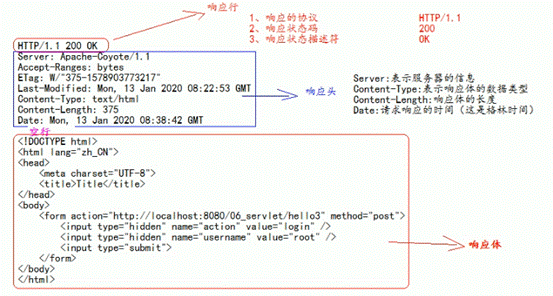 响应行
1、响应的协议 HTTP/1.1
2、响应状态码 200
3、响应状态描述符 OK
HTTP/1.1 200 OK
Server: Apache-Coyote/1.1
Accept-Ranges: bytes
ETag: W/"375-1578903773217"
Last-Modified: Mon, 13 Jan 2020 08:22:53 GMT
Content-Type: text/html
Content-Length: 375
Date: Mon, 13 Jan 2020 08:38:42 GMT
响应头
Server:表示服务器的信息
Content-Type:表示响应体的数据类型
Content-Length:响应体的长度
Date:请求响应的时间（这是格林时间）
空行
<!DOCTYPE html>
<html lang="zh_CN">
<head>
<meta charset="UTF-8">
<title>Title</title>
</head>
<body>
<form action="http://localhost:8080/06_servlet/hello3" method="post">
<input type="hidden" name="action" value="login" />
<input type="hidden" name="username" value="root" />
<input type="submit">
</form>
</body>
</html>
响应体